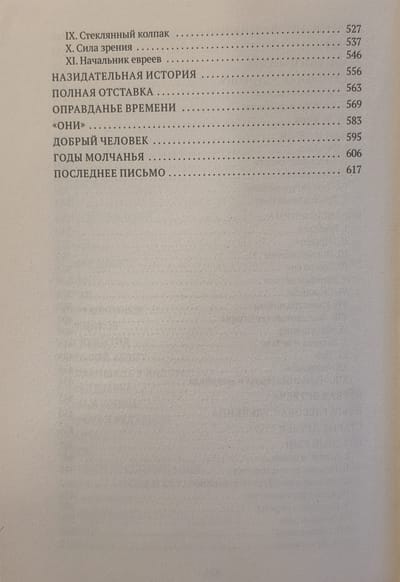 IX. Стеклянный колпак ........ 527
X. Сила зрения ........ 537
XI. Начальник евреев ........ 546
НАЗИДАТЕЛЬНАЯ ИСТОРИЯ ........ 556
ПОЛНАЯ ОТСТАВКА ........ 563
ОПРАВДАНЬЕ ВРЕМЕНИ ........ 569
«ОНИ» ........ 583
ДОБРЫЙ ЧЕЛОВЕК ........ 595
ГОДЫ МОЛЧАНЬЯ ........ 606
ПОСЛЕДНЕЕ ПИСЬМО ........ 617